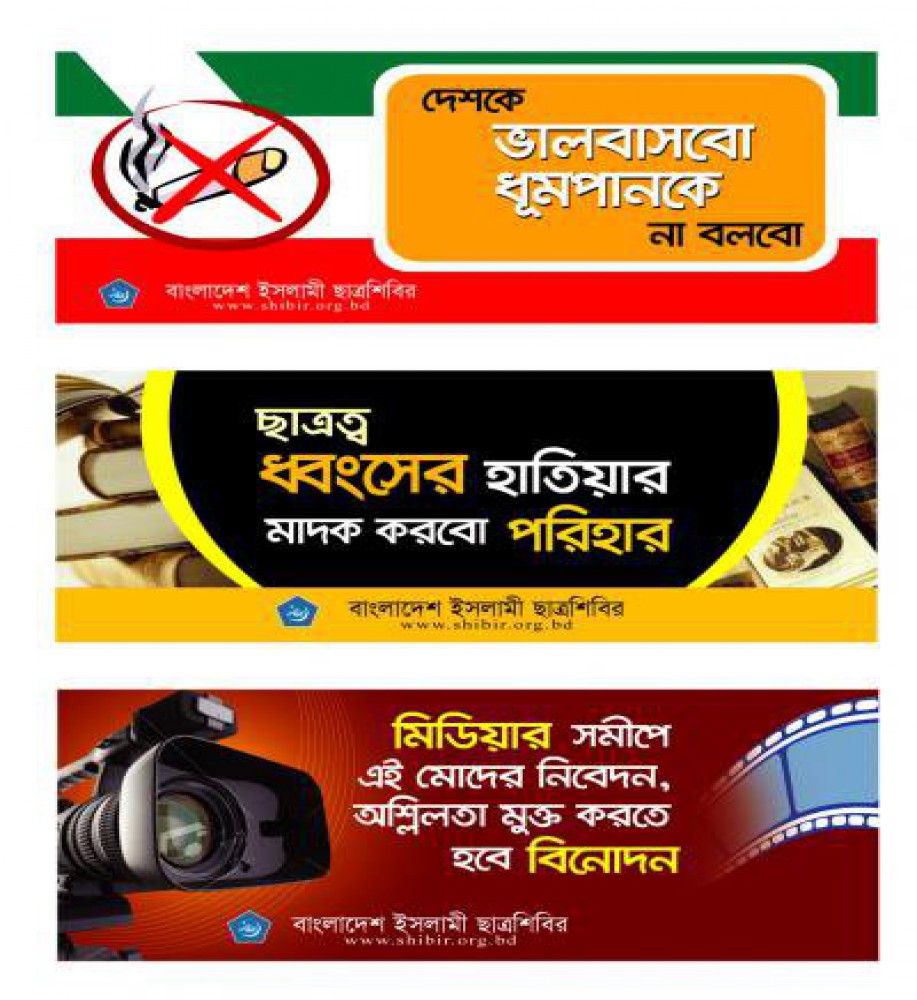 দেশকে
ভালবাসবো
ধূমপানকে
না বলবো
বাংলাদেশ ইসলামী ছাত্রশিবির
www.shibir.org.bd
ছাত্রত্ব
ধ্বংসের হাতিয়ার
মাদক করবো পরিহার
বাংলাদেশ ইসলামী ছাত্রশিবির
www.shibir.org.bd
মিডিয়ার সমীপে
এই মোদের নিবেদন,
অশ্লিলতা মুক্ত করতে
হবে বিনোদন
বাংলাদেশ ইসলামী ছাত্রশিবির
www.shibir.org.bd